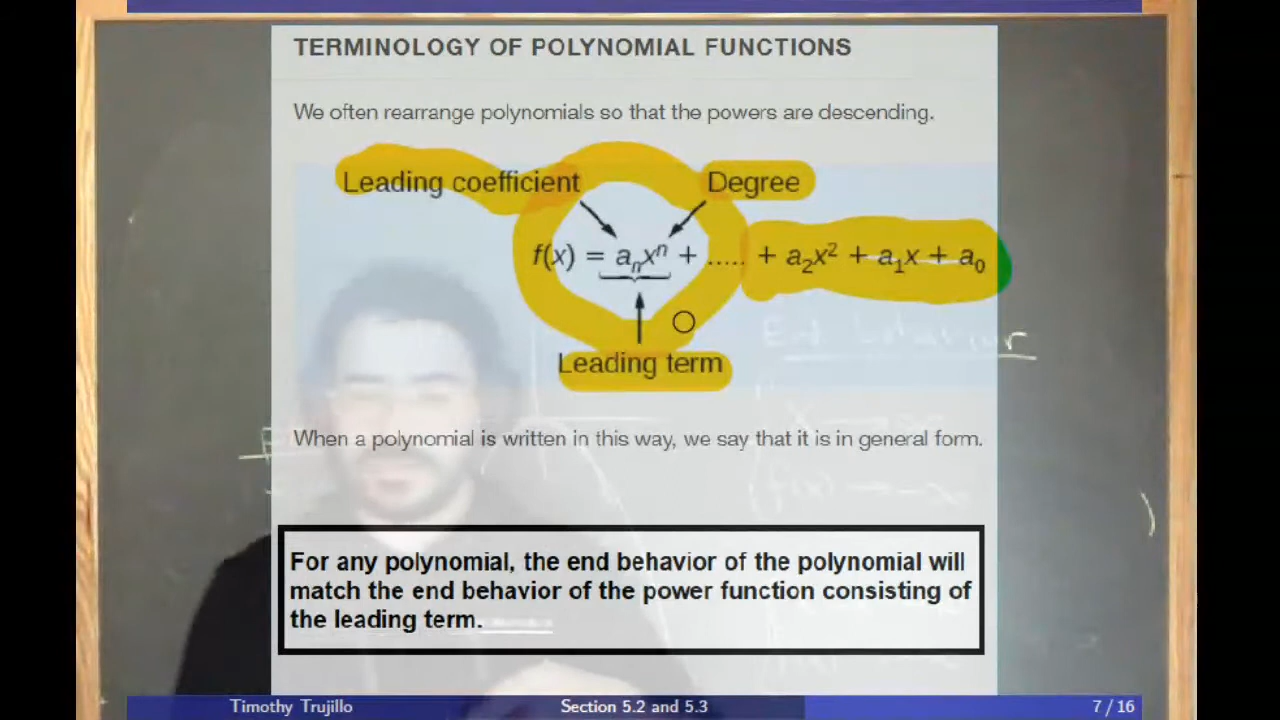 TERMINOLOGY OF POLYNOMIAL FUNCTIONS
We often rearrange polynomials so that the powers are descending.
Leading coefficient Degree
f(x) = aₙxⁿ + ..... + a₂x² + a₁x + a₀
Leading term
End behaviour
When a polynomial is written in this way, we say that it is in general form.
For any polynomial, the end behavior of the polynomial will
match the end behavior of the power function consisting of
the leading term.
Timothy Trujillo Section 5.2 and 5.3 7 / 16